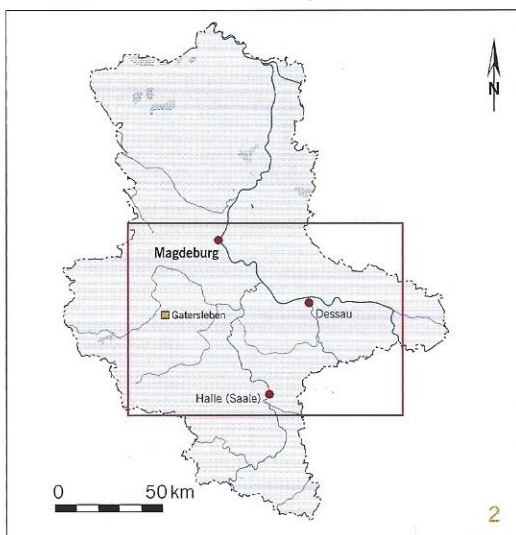 N
Magdeburg
Gatersleben
Dessau
Halle (Saale)
0 50 km
2